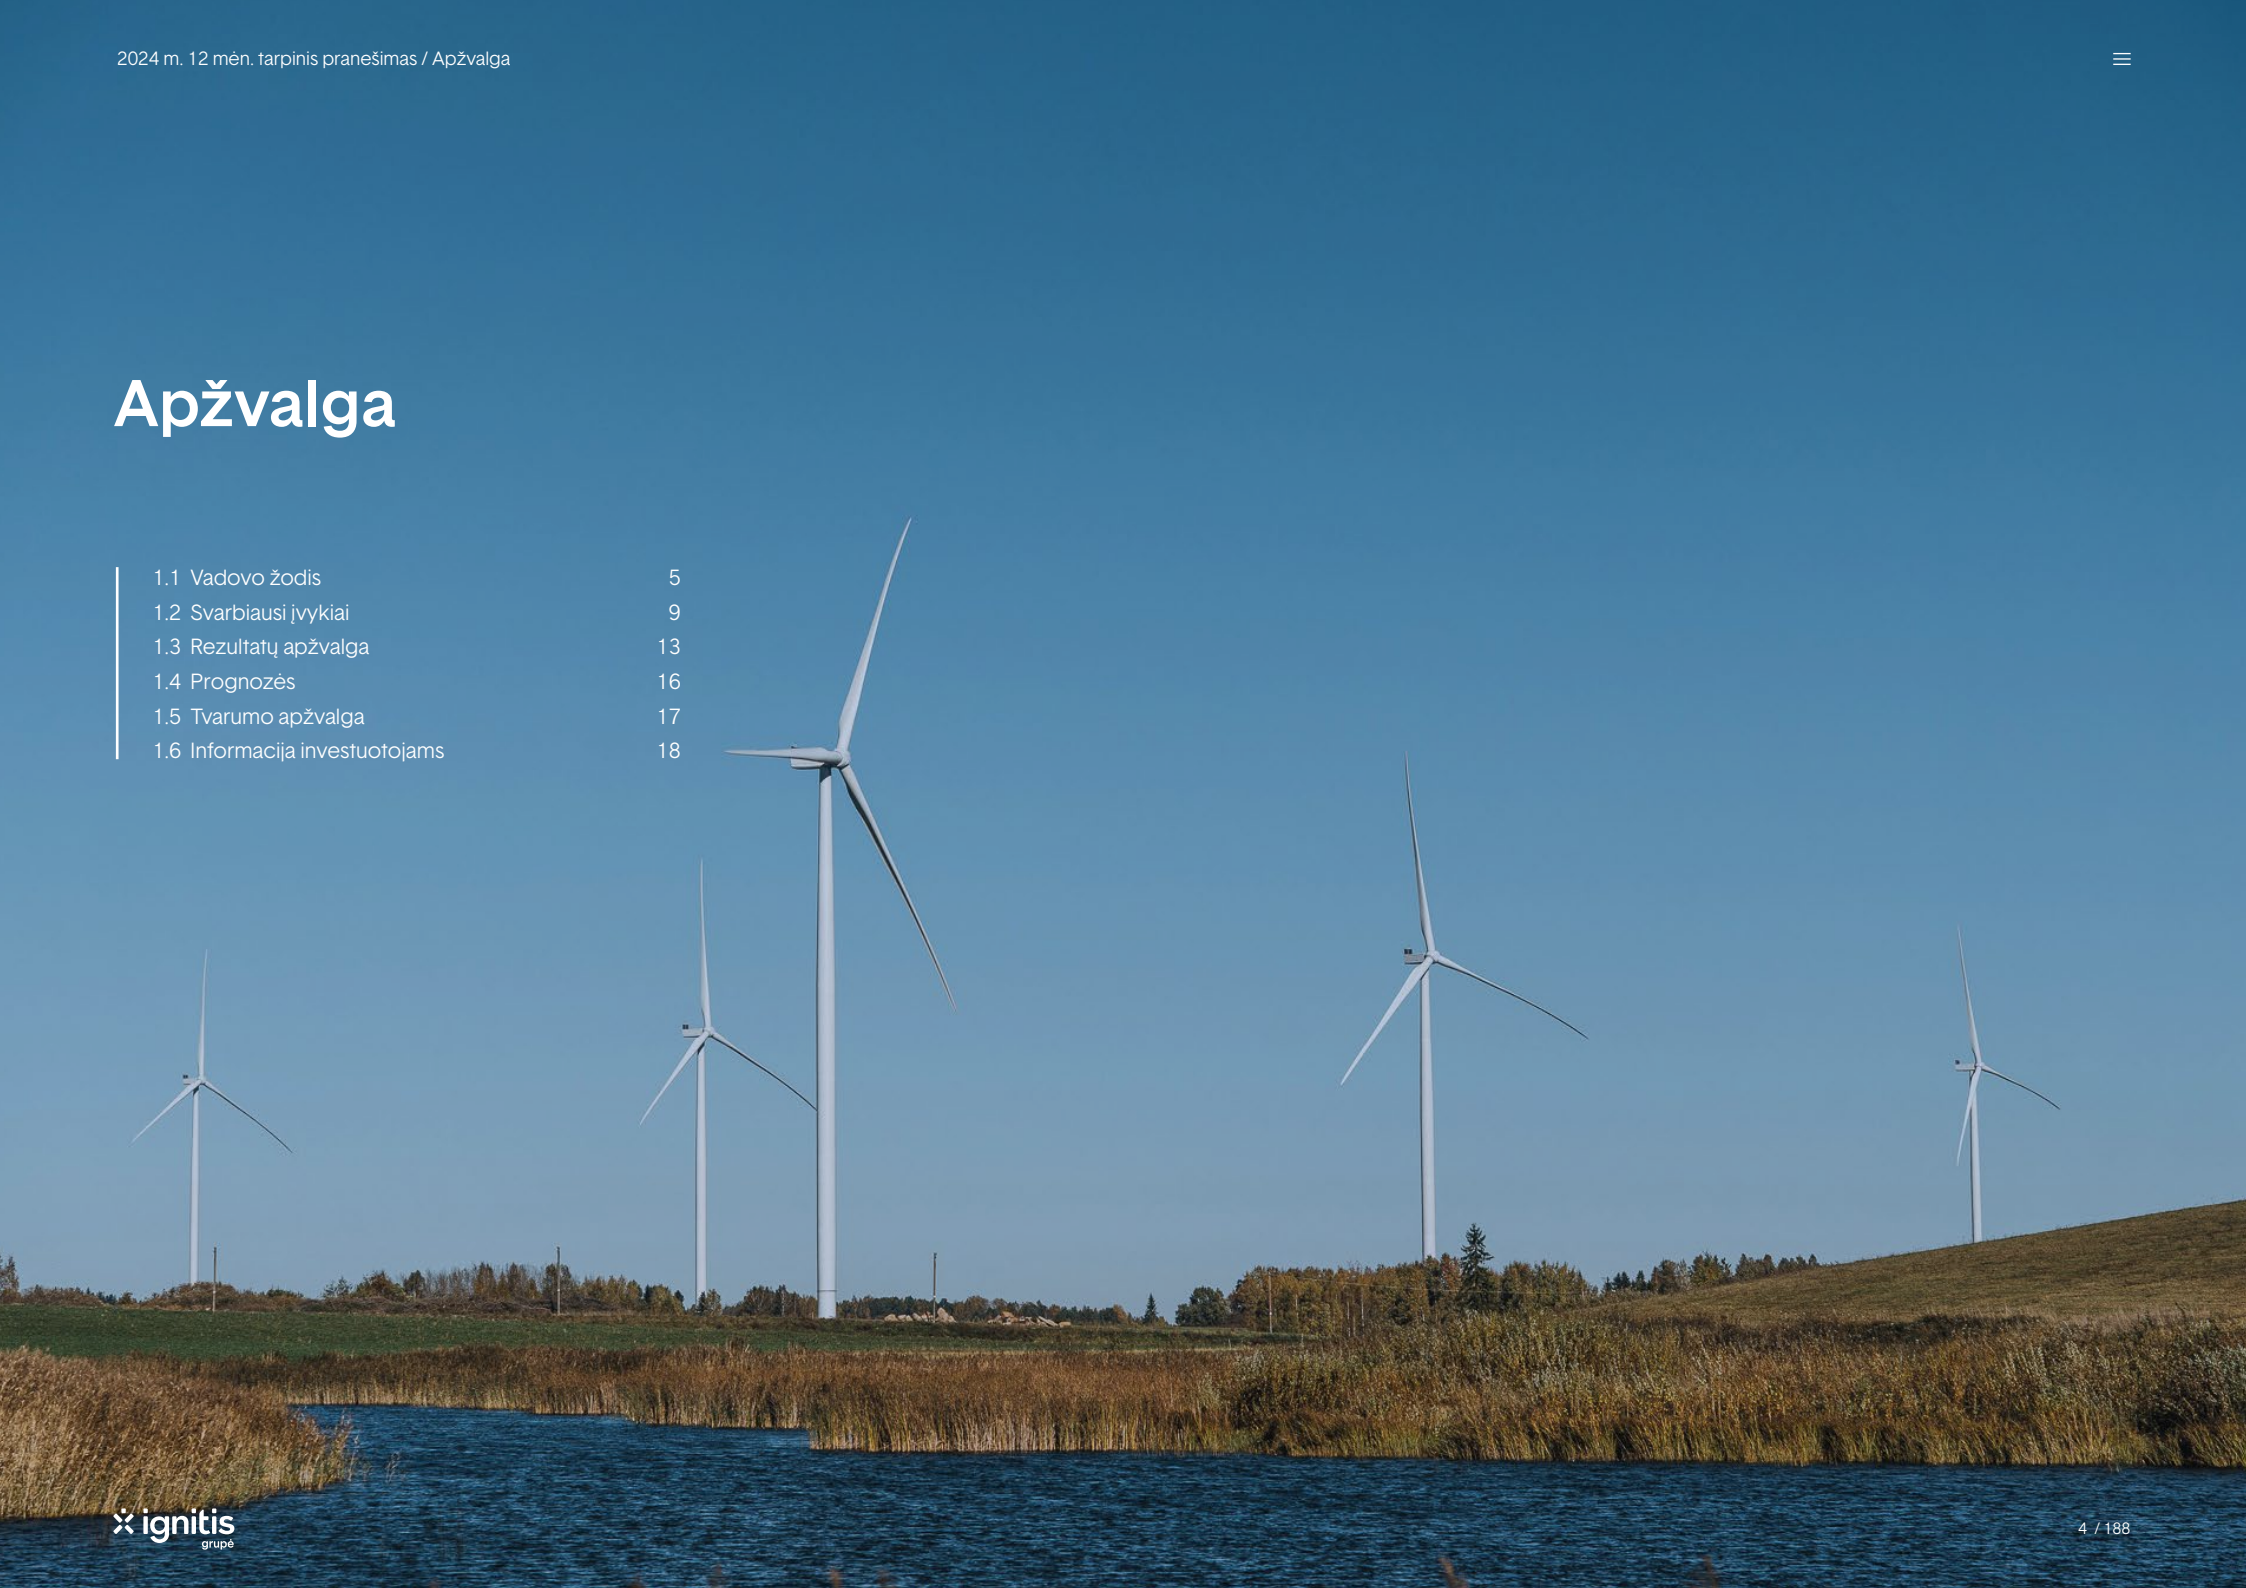 2024 m. 12 mėn. tarpinis pranešimas / Apžvalga
Apžvalga
1.1 Vadovo žodis 5
1.2 Svarbiausi įvykiai 9
1.3 Rezultatų apžvalga 13
1.4 Prognozės 16
1.5 Tvarumo apžvalga 17
1.6 Informacija investuotojams 18
ignitis
grupė
4 / 188